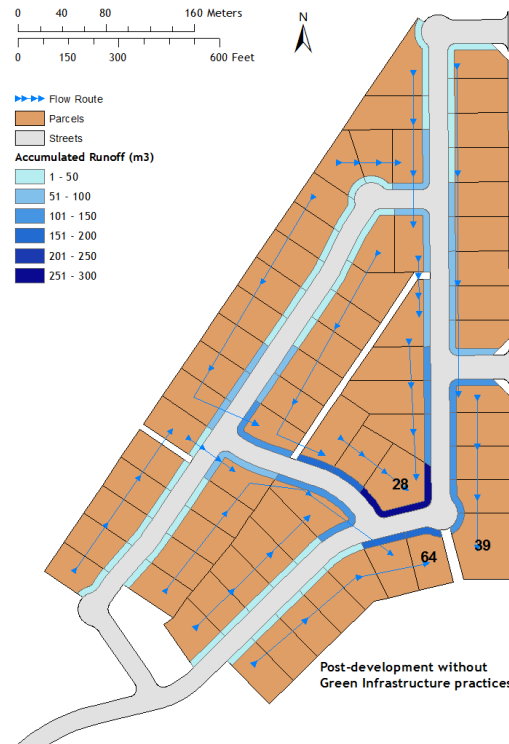 0 40 80 160 Meters
0 150 300 600 Feet
N
Flow Route
Parcels
Streets
Accumulated Runoff (m3)
1 - 50
51 - 100
101 - 150
151 - 200
201 - 250
251 - 300
28
39
64
Post-development without
Green Infrastructure practices